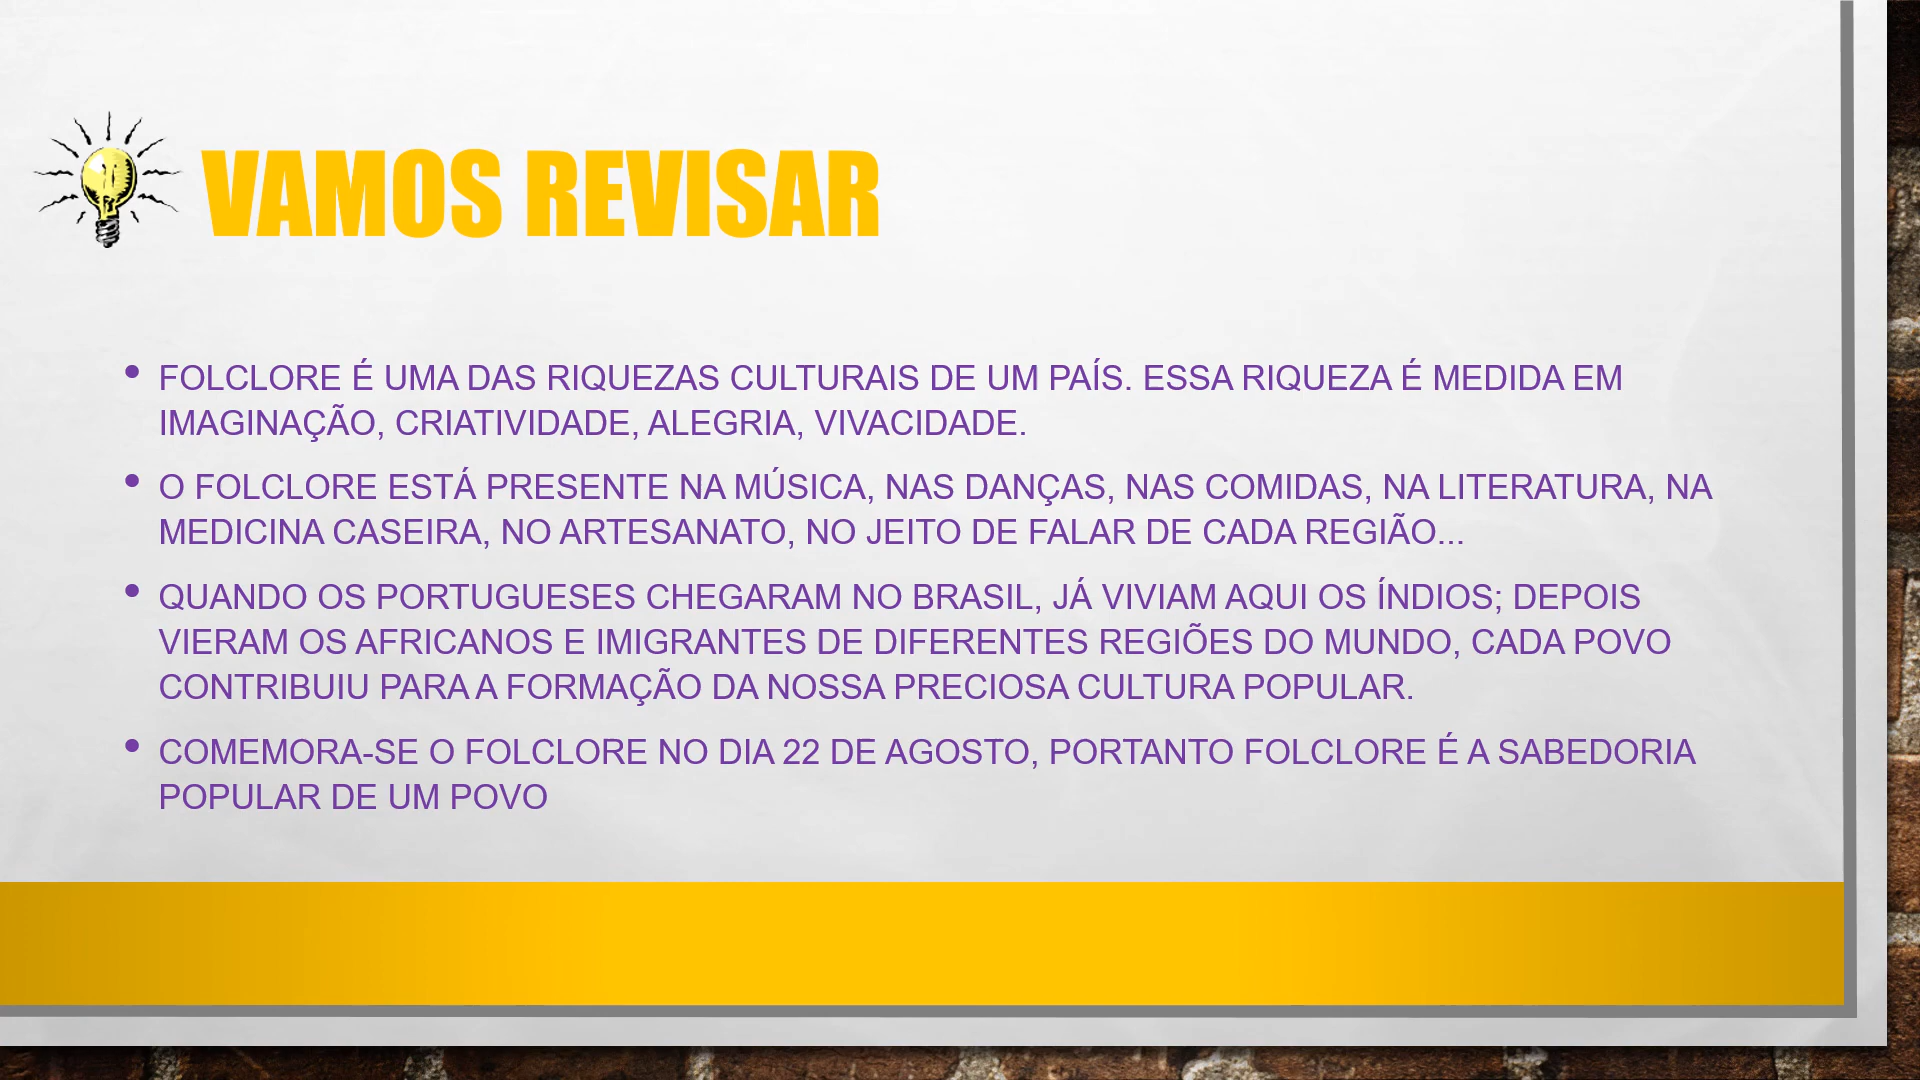 VAMOS REVISAR
• FOLCLORE É UMA DAS RIQUEZAS CULTURAIS DE UM PAÍS. ESSA RIQUEZA É MEDIDA EM
IMAGINAÇÃO, CRIATIVIDADE, ALEGRIA, VIVACIDADE.
• O FOLCLORE ESTÁ PRESENTE NA MÚSICA, NAS DANÇAS, NAS COMIDAS, NA LITERATURA, NA
MEDICINA CASEIRA, NO ARTESANATO, NO JEITO DE FALAR DE CADA REGIÃO...
• QUANDO OS PORTUGUESES CHEGARAM NO BRASIL, JÁ VIVIAM AQUI OS ÍNDIOS; DEPOIS
VIERAM OS AFRICANOS E IMIGRANTES DE DIFERENTES REGIÕES DO MUNDO, CADA POVO
CONTRIBUIU PARA A FORMAÇÃO DA NOSSA PRECIOSA CULTURA POPULAR.
• COMEMORA-SE O FOLCLORE NO DIA 22 DE AGOSTO, PORTANTO FOLCLORE É A SABEDORIA
POPULAR DE UM POVO